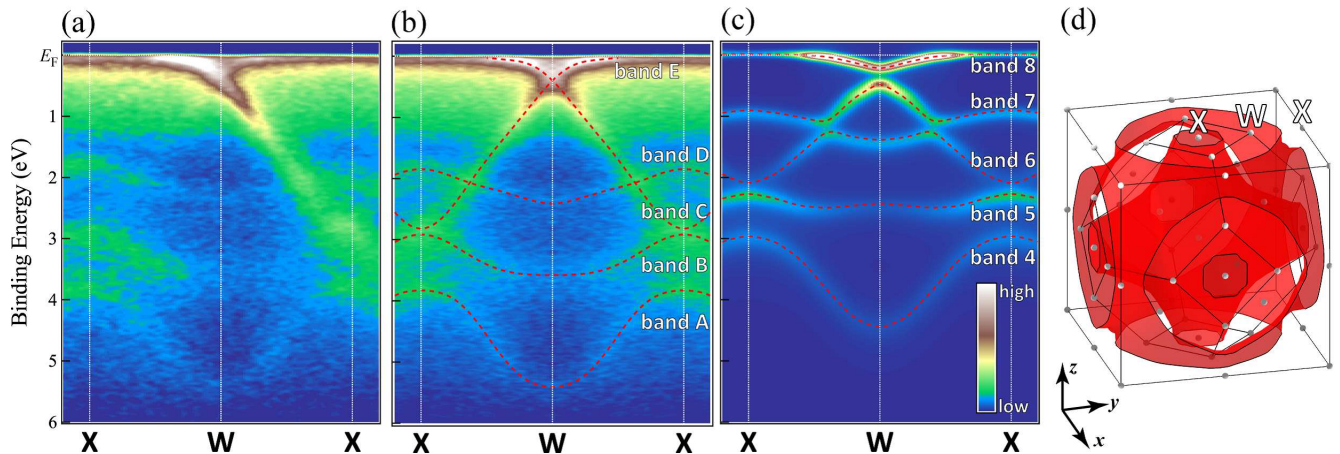 (a)
(b)
(c)
(d)
Binding Energy (eV)
E_F
1
2
3
4
5
6
X W X
band E
band D
band C
band B
band A
X W X
band 8
band 7
band 6
band 5
band 4
high
low
X W X
X W X
z
y
x